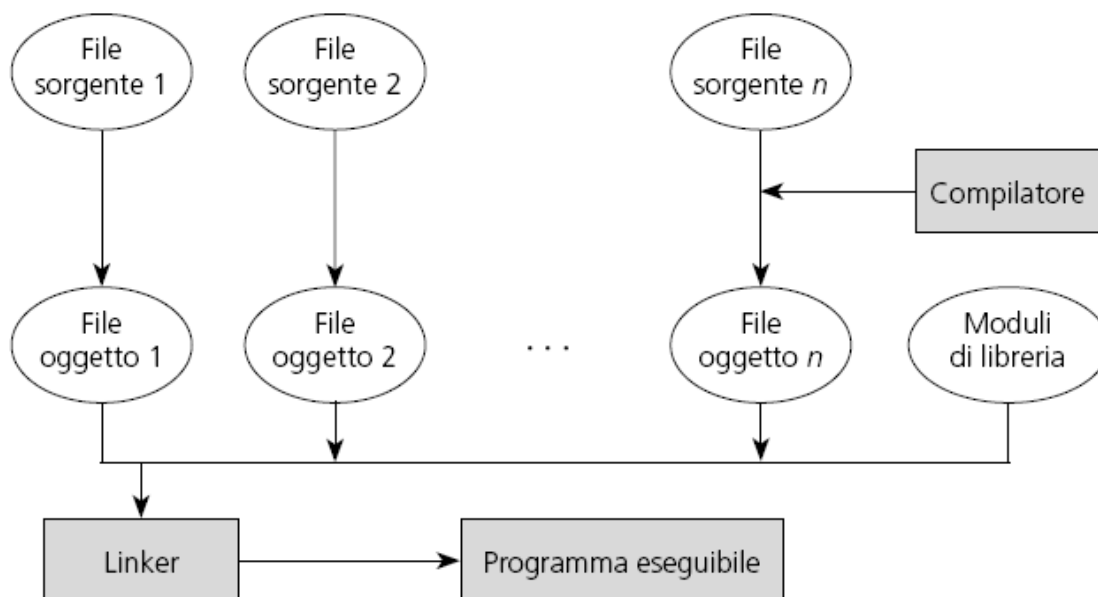 File
sorgente 1
File
sorgente 2
File
sorgente n
Compilatore
File
oggetto 1
File
oggetto 2
. . .
File
oggetto n
Moduli
di libreria
Linker
Programma eseguibile